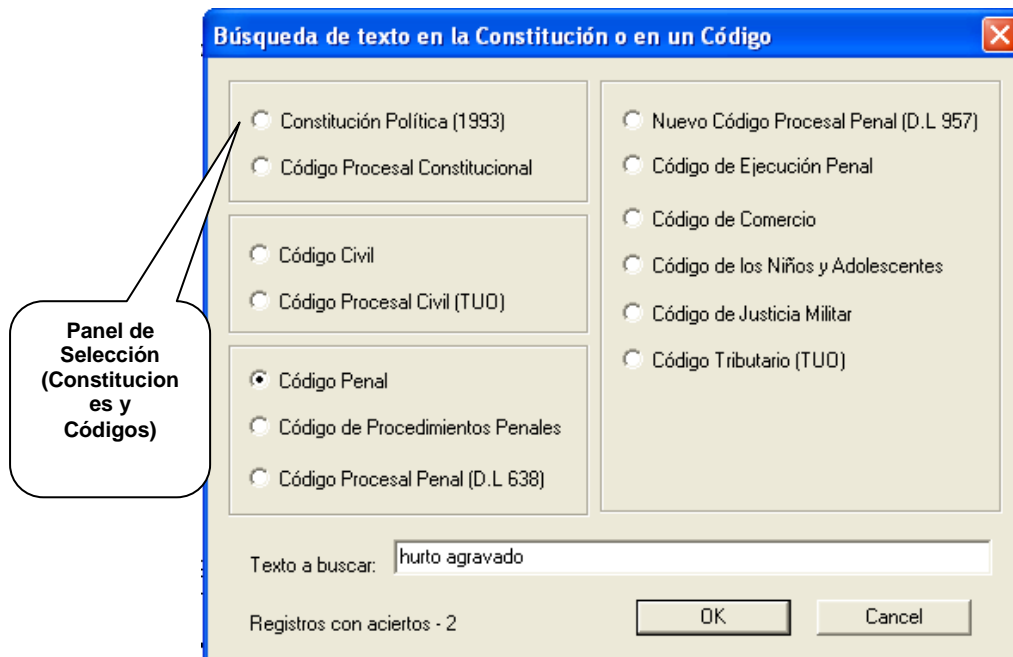 Búsqueda de texto en la Constitución o en un Código
Constitución Política (1993)
Código Procesal Constitucional
Código Civil
Código Procesal Civil (TUO)
Código Penal
Código de Procedimientos Penales
Código Procesal Penal (D.L 638)
Nuevo Código Procesal Penal (D.L 957)
Código de Ejecución Penal
Código de Comercio
Código de los Niños y Adolescentes
Código de Justicia Militar
Código Tributario (TUO)
Panel de
Selección
(Constitucion
es y
Códigos)
Texto a buscar: hurto agravado
Registros con aciertos - 2
OK
Cancel